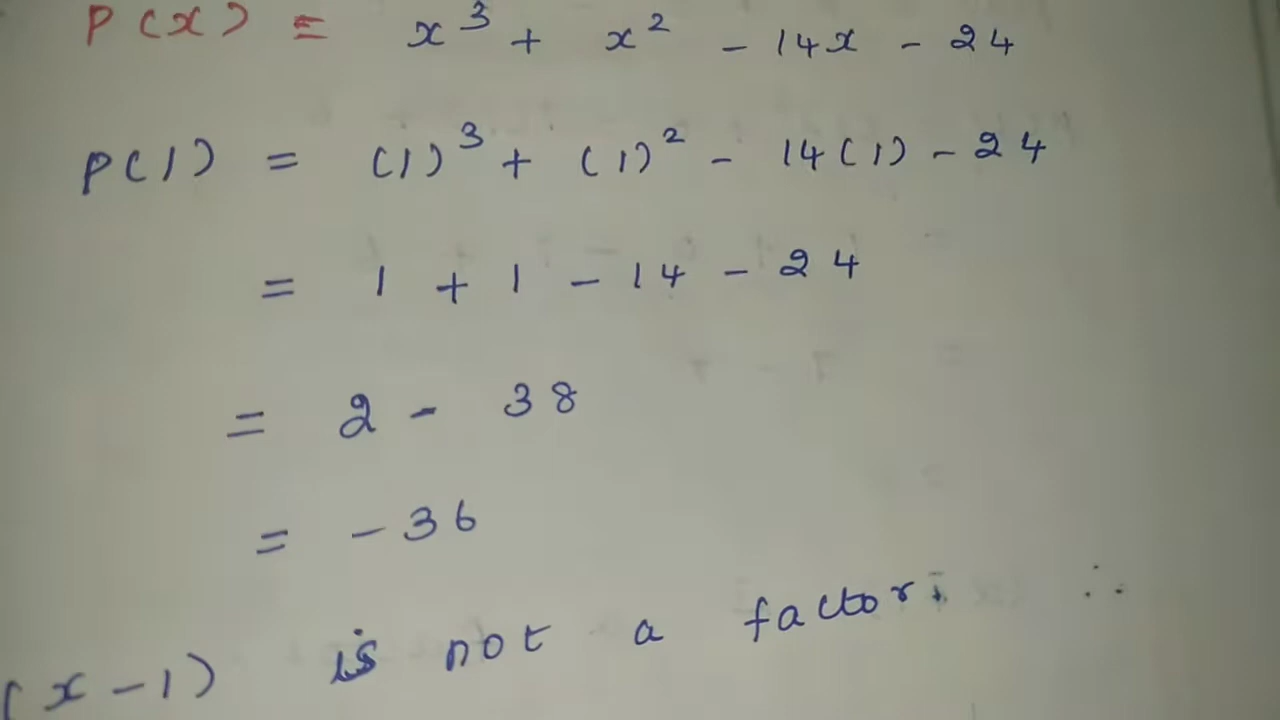 P(x) = x³ + x² - 14x - 24
P(1) = (1)³ + (1)² - 14(1) - 24
= 1 + 1 - 14 - 24
= 2 - 38
= - 36
(x - 1) is not a factor. ∴